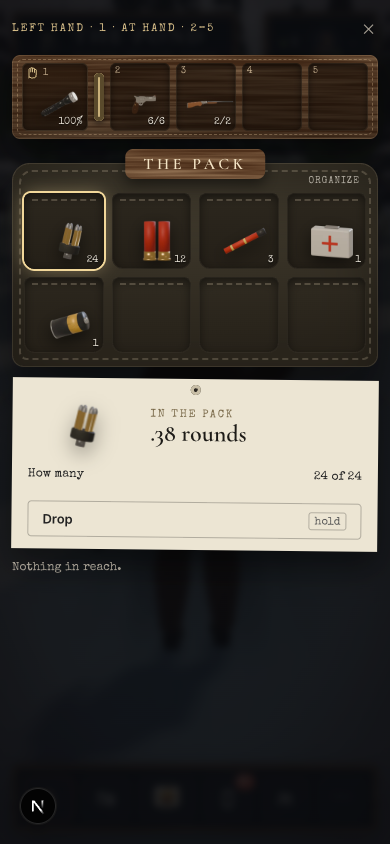 LEFT HAND · 1 · AT HAND · 2–5
1
2
3
4
5
100%
6/6
2/2
THE PACK
ORGANIZE
24
12
3
1
1
IN THE PACK
.38 rounds
How many
24 of 24
Drop
hold
Nothing in reach.
N